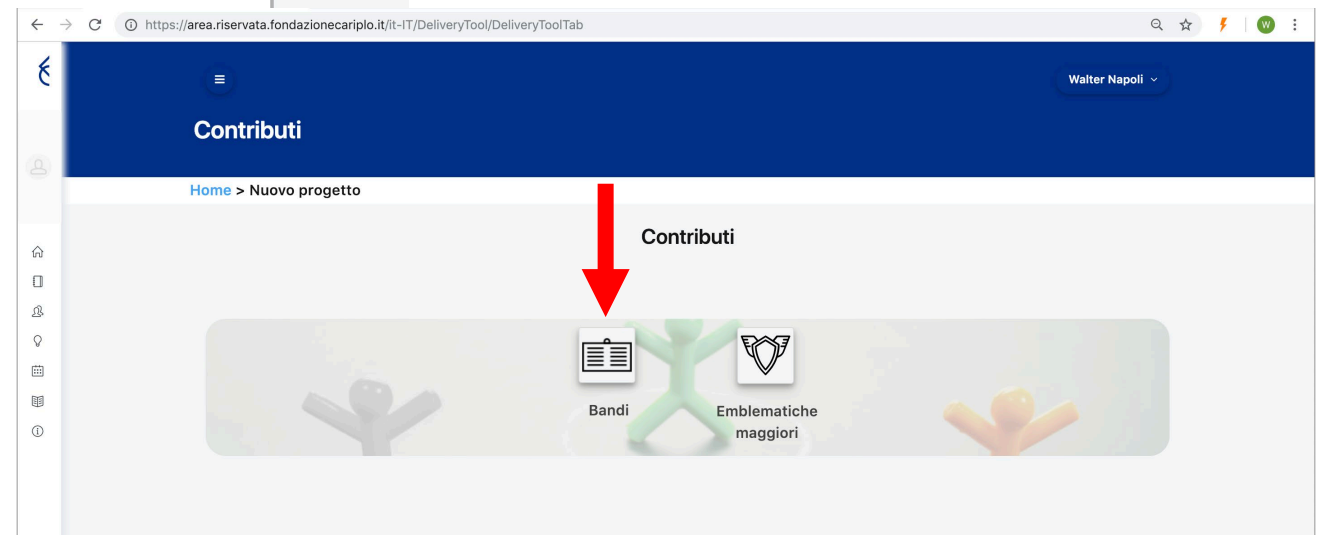 https://area.riservata.fondazionecariplo.it/it-IT/DeliveryTool/DeliveryToolTab
W
Walter Napoli
Contributi
Home > Nuovo progetto
Contributi
Bandi
Emblematiche
maggiori